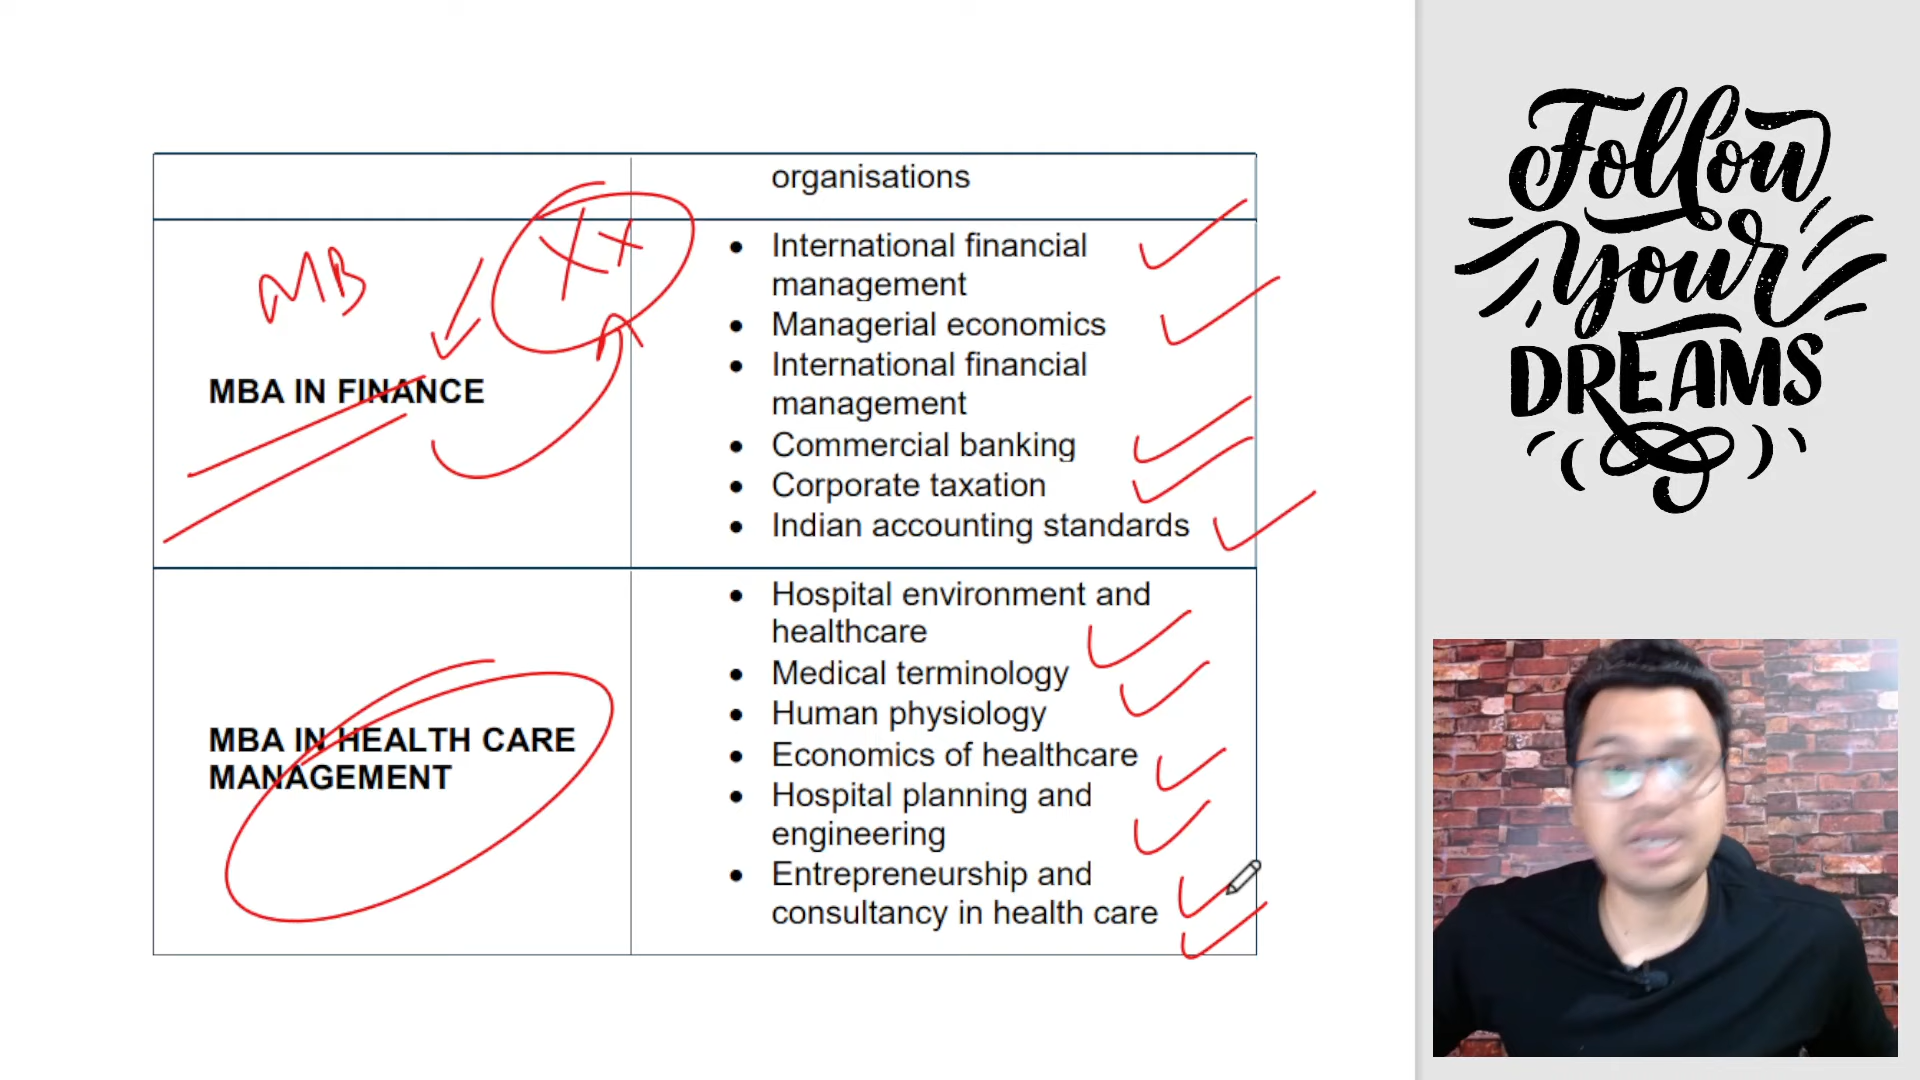 organisations
MB
XX
MBA IN FINANCE
• International financial
management
• Managerial economics
• International financial
management
• Commercial banking
• Corporate taxation
• Indian accounting standards
MBA IN HEALTH CARE
MANAGEMENT
• Hospital environment and
healthcare
• Medical terminology
• Human physiology
• Economics of healthcare
• Hospital planning and
engineering
• Entrepreneurship and
consultancy in health care
Follow
Your
DREAMS